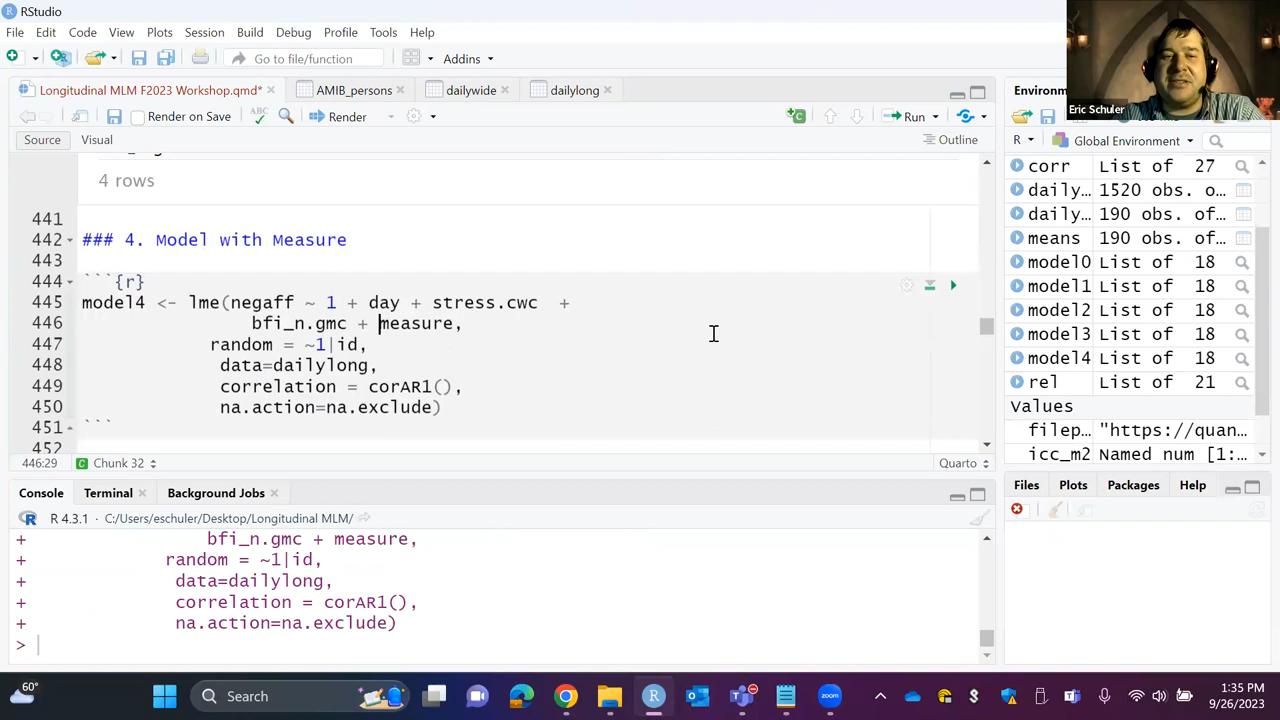 RStudio
File Edit Code View Plots Session Build Debug Profile Tools Help
Go to file/function Addins
Longitudinal MLM F2023 Workshop.qmd* AMIB_persons dailywide dailylong
Render on Save Render Run
Source Visual Outline
4 rows
441
442 ### 4. Model with Measure
443
444 ```{r}
445 model4 <- lme(negaff ~ 1 + day + stress.cwc +
446 bfi_n.gmc + measure,
447 random = ~1|id,
448 data=dailylong,
449 correlation = corAR1(),
450 na.action=na.exclude)
451 ```
452
446:29 Chunk 32 Quarto
Console Terminal Background Jobs
R 4.3.1 · C:/Users/eschuler/Desktop/Longitudinal MLM/
+ bfi_n.gmc + measure,
+ random = ~1|id,
+ data=dailylong,
+ correlation = corAR1(),
+ na.action=na.exclude)
>
Eric Schuler
R Global Environment
corr List of 27
daily… 1520 obs. o…
daily… 190 obs. of…
means 190 obs. of…
model0 List of 18
model1 List of 18
model2 List of 18
model3 List of 18
model4 List of 18
rel List of 21
Values
filep… "https://quan…
icc_m2 Named num [1:…
Files Plots Packages Help
60°
Search
zoom
1:35 PM
9/26/2023